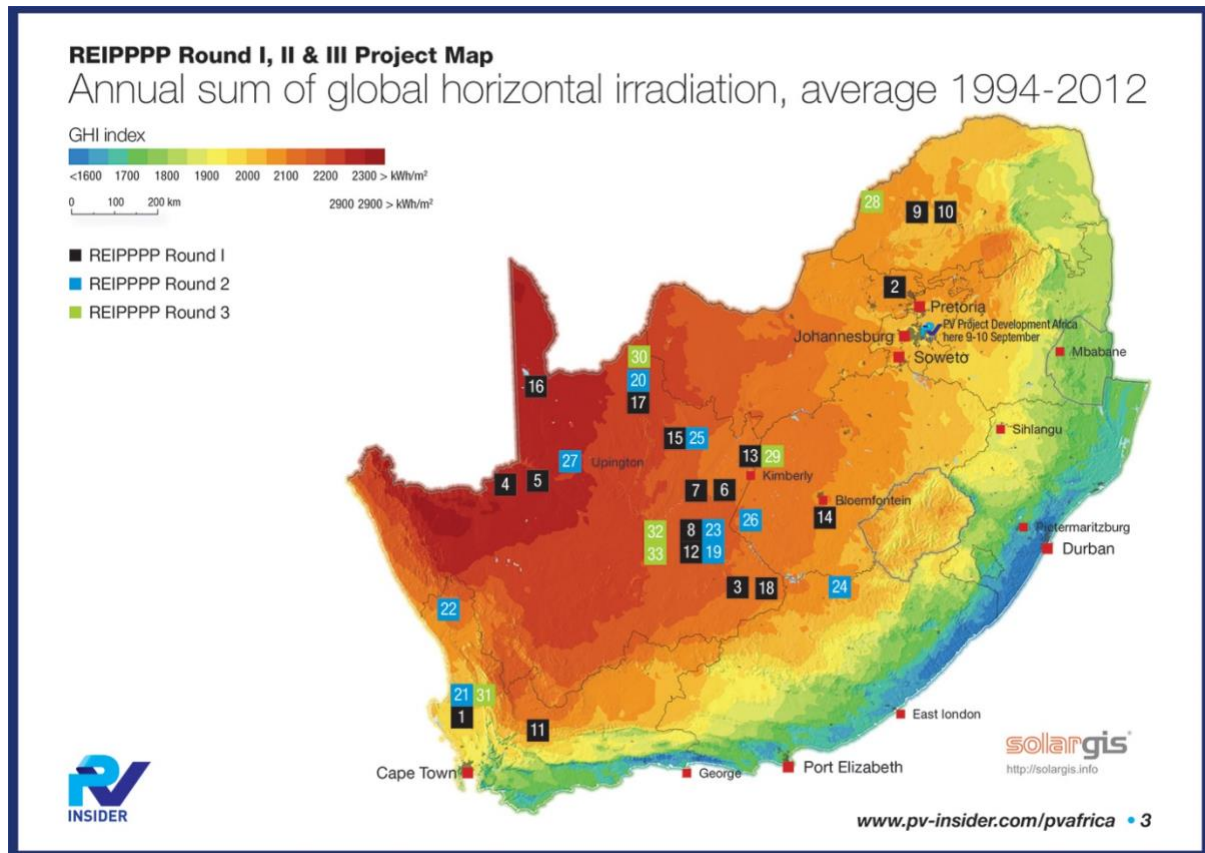 REIPPPP Round I, II & III Project Map
Annual sum of global horizontal irradiation, average 1994-2012
GHI index
<1600 1700 1800 1900 2000 2100 2200 2300 > kWh/m²
0 100 200 km
2900 2900 > kWh/m²
REIPPPP Round I
REIPPPP Round 2
REIPPPP Round 3
28
9 10
2
Pretoria
PV Project Development Africa
here 9-10 September
Johannesburg
Soweto
Mbabane
30
16
20
17
Sihlangu
15 25
13 29
27
Upington
Kimberly
4 5
7 6
Bloemfontein
14
26
32 8 23
33 12 19
Pietermaritzburg
Durban
3 18
24
22
21 31
1
11
East london
Cape Town
George
Port Elizabeth
solargis
http://solargis.info
PV
INSIDER
www.pv-insider.com/pvafrica • 3